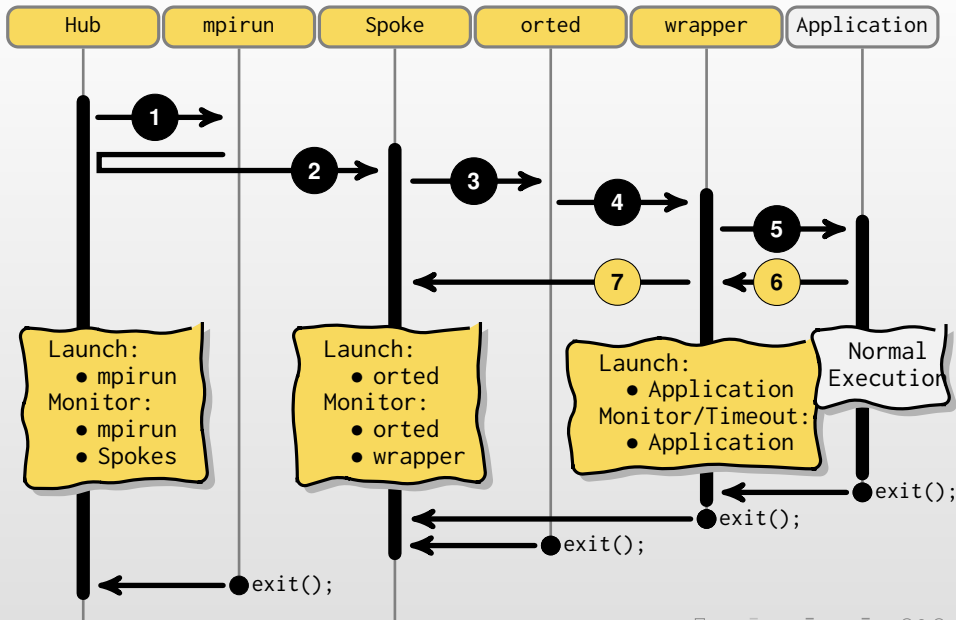 Hub mpirun Spoke orted wrapper Application
1
2
3
4
5
7 6
Launch:
• mpirun
Monitor:
• mpirun
• Spokes
Launch:
• orted
Monitor:
• orted
• wrapper
Launch:
• Application
Monitor/Timeout:
• Application
Normal
Execution
exit();
exit();
exit();
exit();